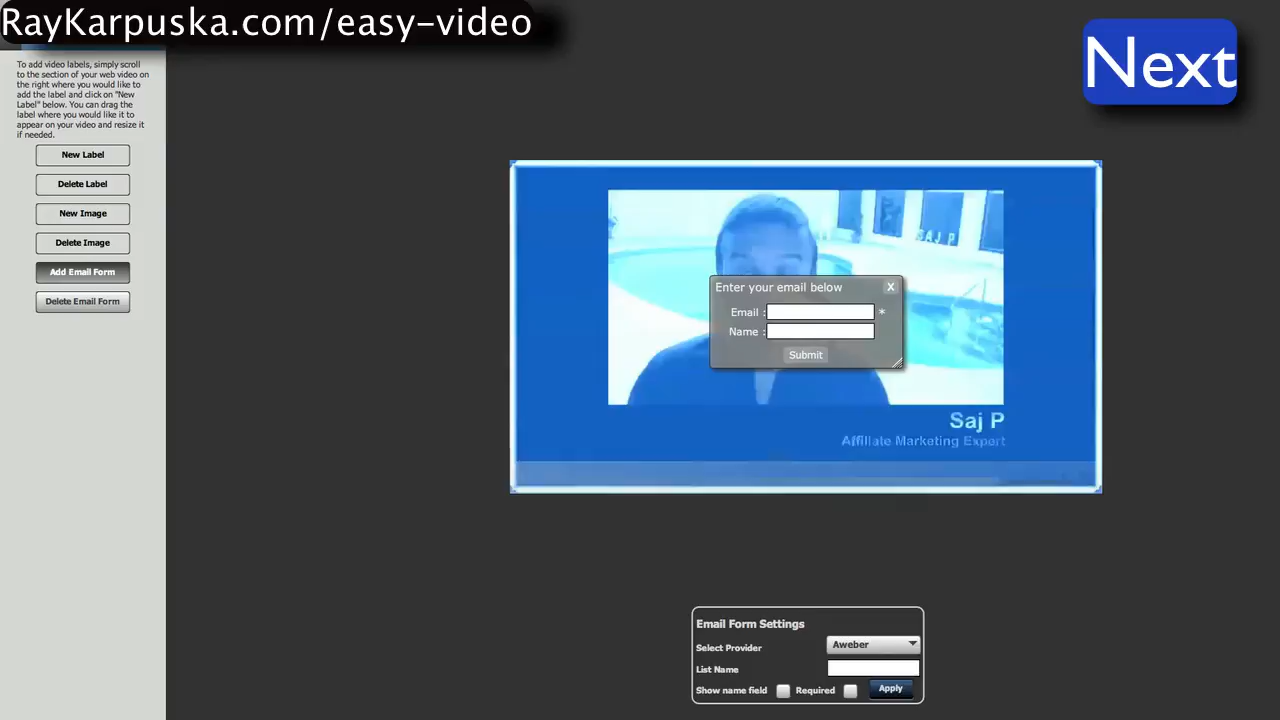 RayKarpuska.com/easy-video
Next
To add video labels, simply scroll
to the section of your web video on
the right where you would like to
add the label and click on "New
Label" below. You can drag the
label where you would like it to
appear on your video and resize it
if needed.
New Label
Delete Label
New Image
Delete Image
Add Email Form
Delete Email Form
SAJ P
Enter your email below X
Email : *
Name :
Submit
Saj P
Affiliate Marketing Expert
Email Form Settings
Select Provider Aweber
List Name
Show name field Required Apply